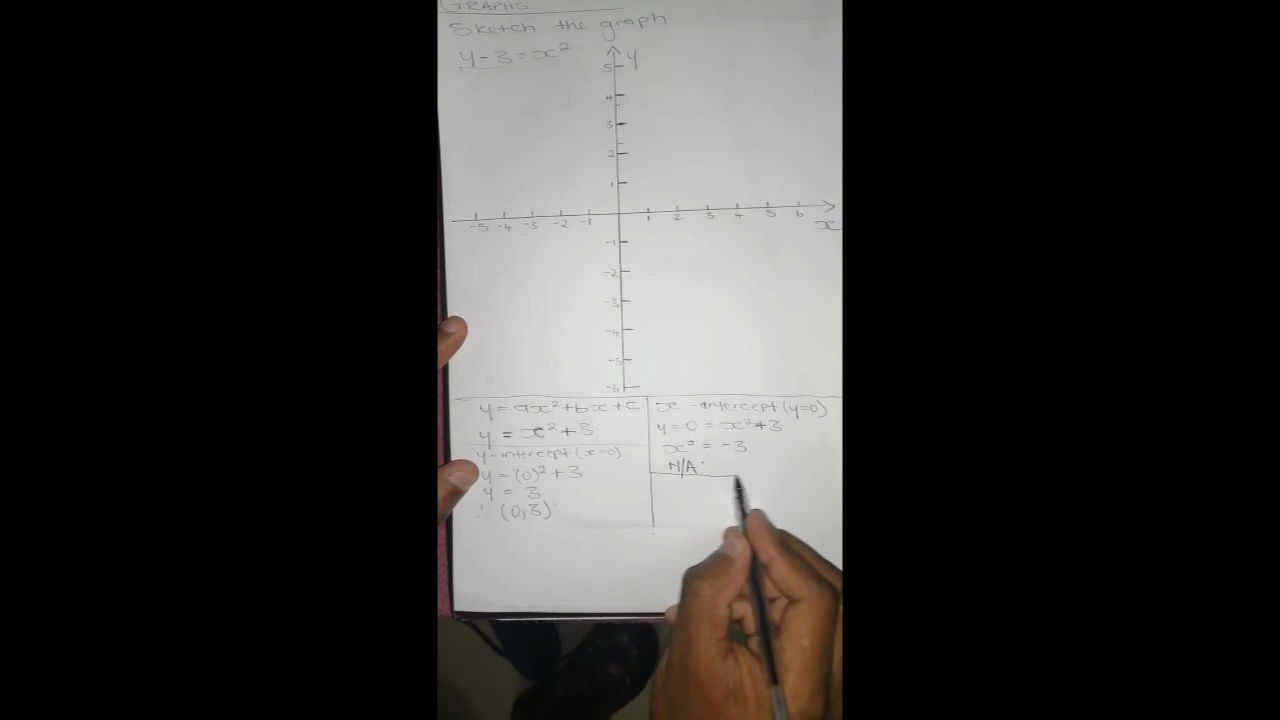 GRAPHS
Sketch the graph
y-3=x²
y
5
4
3
2
1
-5 -4 -3 -2 -1 1 2 3 4 5 6
x
-1
-2
-3
-4
-5
-6
y = ax²+bx+c
y = x²+3
y-intercept (x=0)
y = (0)²+3
y = 3
∴ (0,3)
x-intercept (y=0)
y=0 = x²+3
x² = -3
N/A